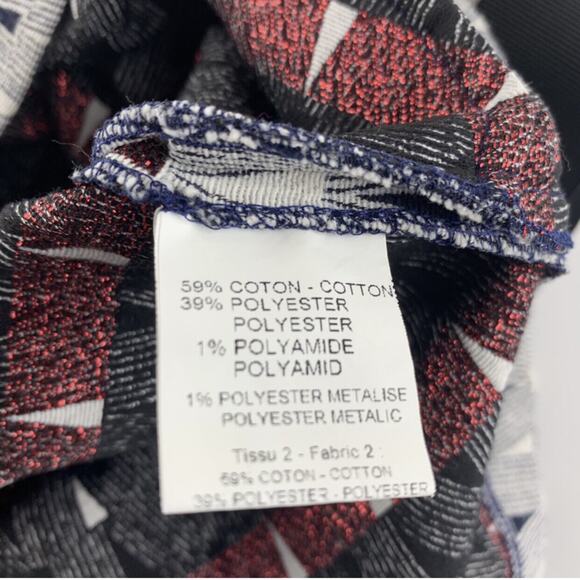 59% COTON - COTTON
39% POLYESTER
POLYESTER
1% POLYAMIDE
POLYAMID
1% POLYESTER METALISE
POLYESTER METALIC
Tissu 2 - Fabric 2 :
59% COTON - COTTON
39% POLYESTER - POLYESTER